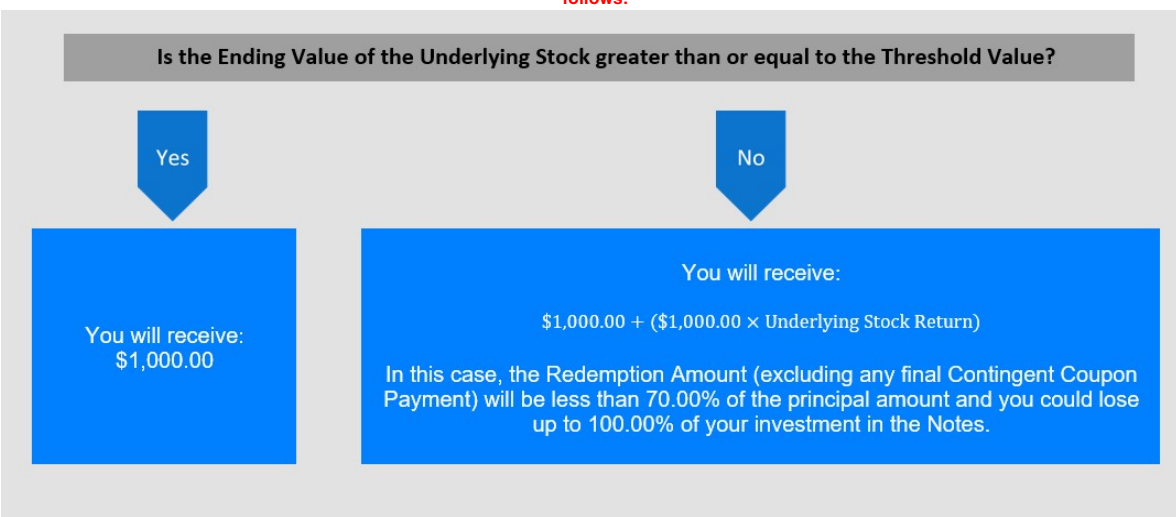 follows:
Is the Ending Value of the Underlying Stock greater than or equal to the Threshold Value?
Yes
No
You will receive:
$1,000.00
You will receive:
$1,000.00 + ($1,000.00 × Underlying Stock Return)
In this case, the Redemption Amount (excluding any final Contingent Coupon
Payment) will be less than 70.00% of the principal amount and you could lose
up to 100.00% of your investment in the Notes.